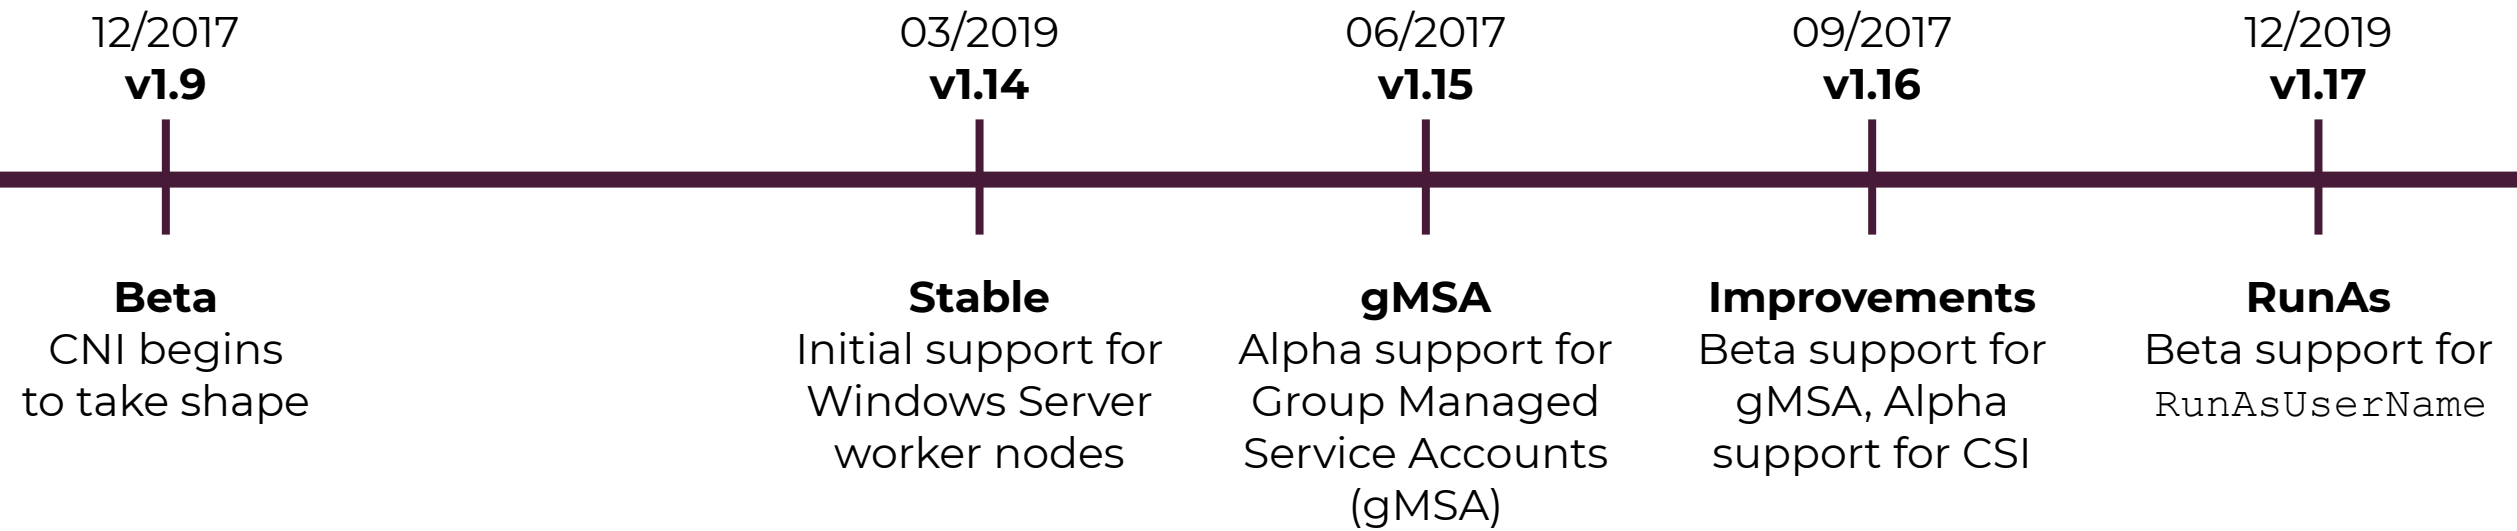 12/2017
v1.9
Beta
CNI begins
to take shape
03/2019
v1.14
Stable
Initial support for
Windows Server
worker nodes
06/2017
v1.15
gMSA
Alpha support for
Group Managed
Service Accounts
(gMSA)
09/2017
v1.16
Improvements
Beta support for
gMSA, Alpha
support for CSI
12/2019
v1.17
RunAs
Beta support for
RunAsUserName